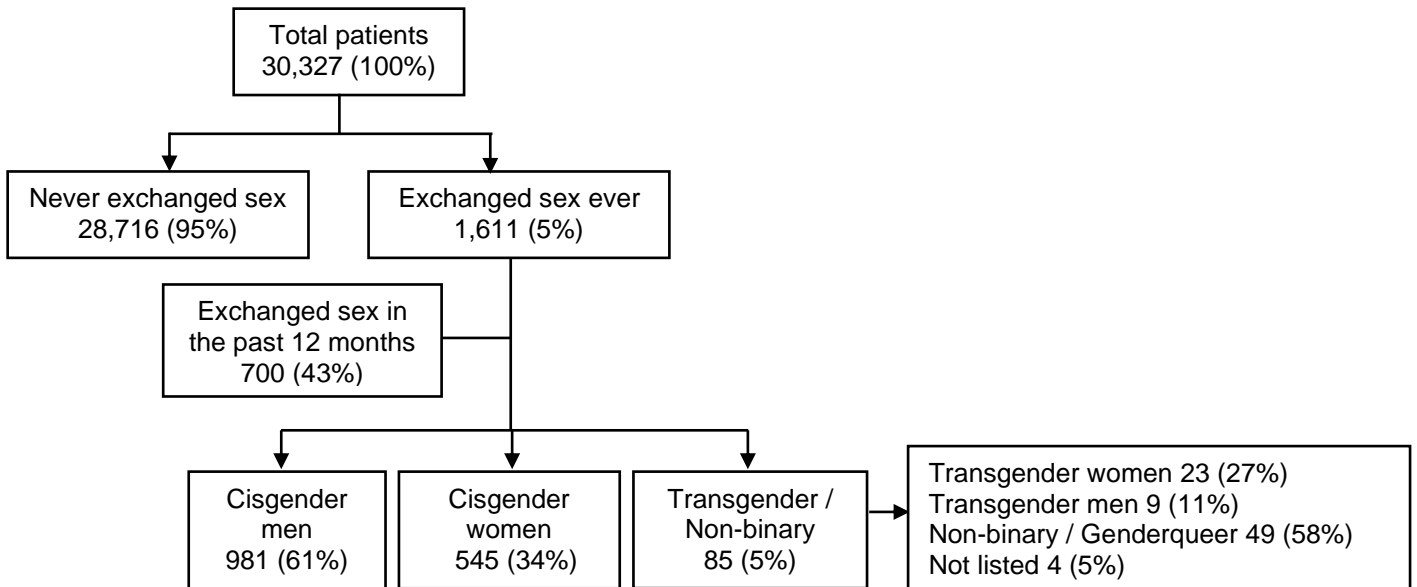 Total patients
30,327 (100%)
Never exchanged sex
28,716 (95%)
Exchanged sex ever
1,611 (5%)
Exchanged sex in
the past 12 months
700 (43%)
Cisgender
men
981 (61%)
Cisgender
women
545 (34%)
Transgender /
Non-binary
85 (5%)
Transgender women 23 (27%)
Transgender men 9 (11%)
Non-binary / Genderqueer 49 (58%)
Not listed 4 (5%)